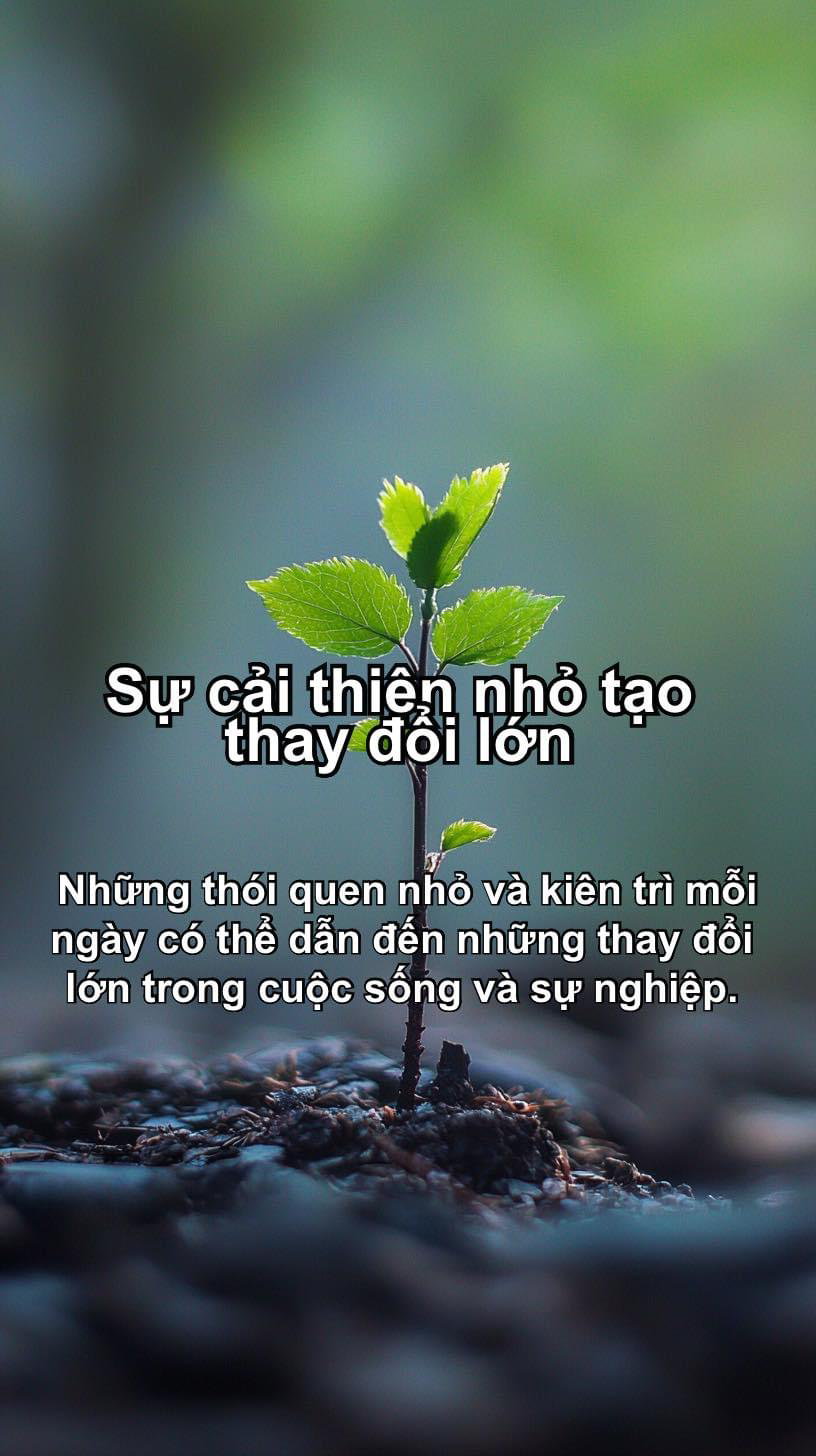 Sự cải thiện nhỏ tạo
thay đổi lớn
Những thói quen nhỏ và kiên trì mỗi
ngày có thể dẫn đến những thay đổi
lớn trong cuộc sống và sự nghiệp.